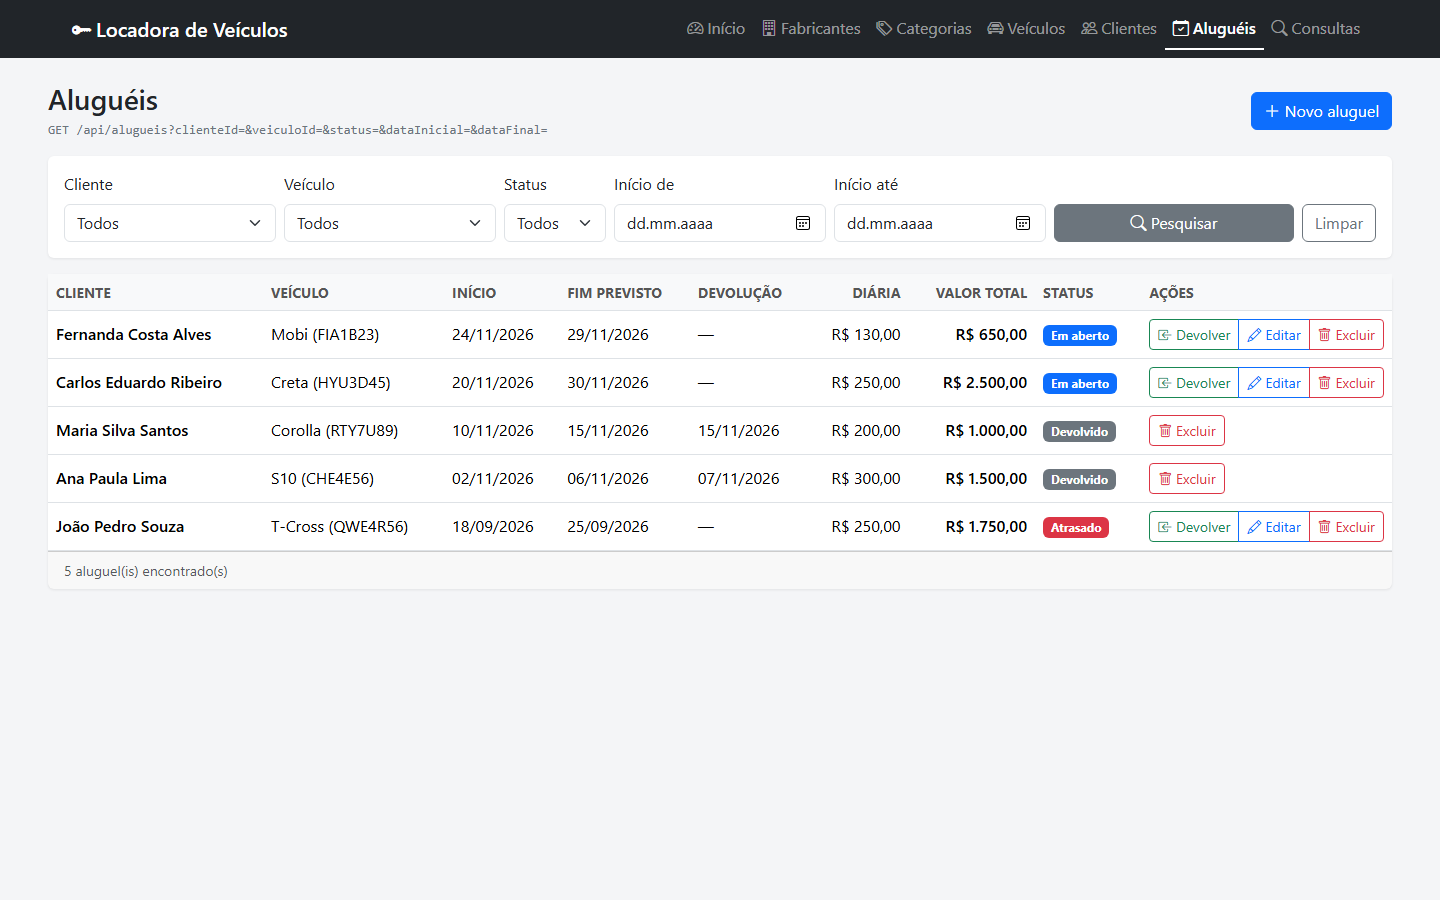 Locadora de Veículos Início Fabricantes Categorias Veículos Clientes Aluguéis Consultas
Aluguéis
GET /api/alugueis?clienteId=&veiculoId=&status=&dataInicial=&dataFinal=
+ Novo aluguel
Cliente Veículo Status Início de Início até
Todos Todos Todos dd.mm.aaaa dd.mm.aaaa Pesquisar Limpar
CLIENTE VEÍCULO INÍCIO FIM PREVISTO DEVOLUÇÃO DIÁRIA VALOR TOTAL STATUS AÇÕES
Fernanda Costa Alves Mobi (FIA1B23) 24/11/2026 29/11/2026 — R$ 130,00 R$ 650,00 Em aberto Devolver Editar Excluir
Carlos Eduardo Ribeiro Creta (HYU3D45) 20/11/2026 30/11/2026 — R$ 250,00 R$ 2.500,00 Em aberto Devolver Editar Excluir
Maria Silva Santos Corolla (RTY7U89) 10/11/2026 15/11/2026 15/11/2026 R$ 200,00 R$ 1.000,00 Devolvido Excluir
Ana Paula Lima S10 (CHE4E56) 02/11/2026 06/11/2026 07/11/2026 R$ 300,00 R$ 1.500,00 Devolvido Excluir
João Pedro Souza T-Cross (QWE4R56) 18/09/2026 25/09/2026 — R$ 250,00 R$ 1.750,00 Atrasado Devolver Editar Excluir
5 aluguel(is) encontrado(s)